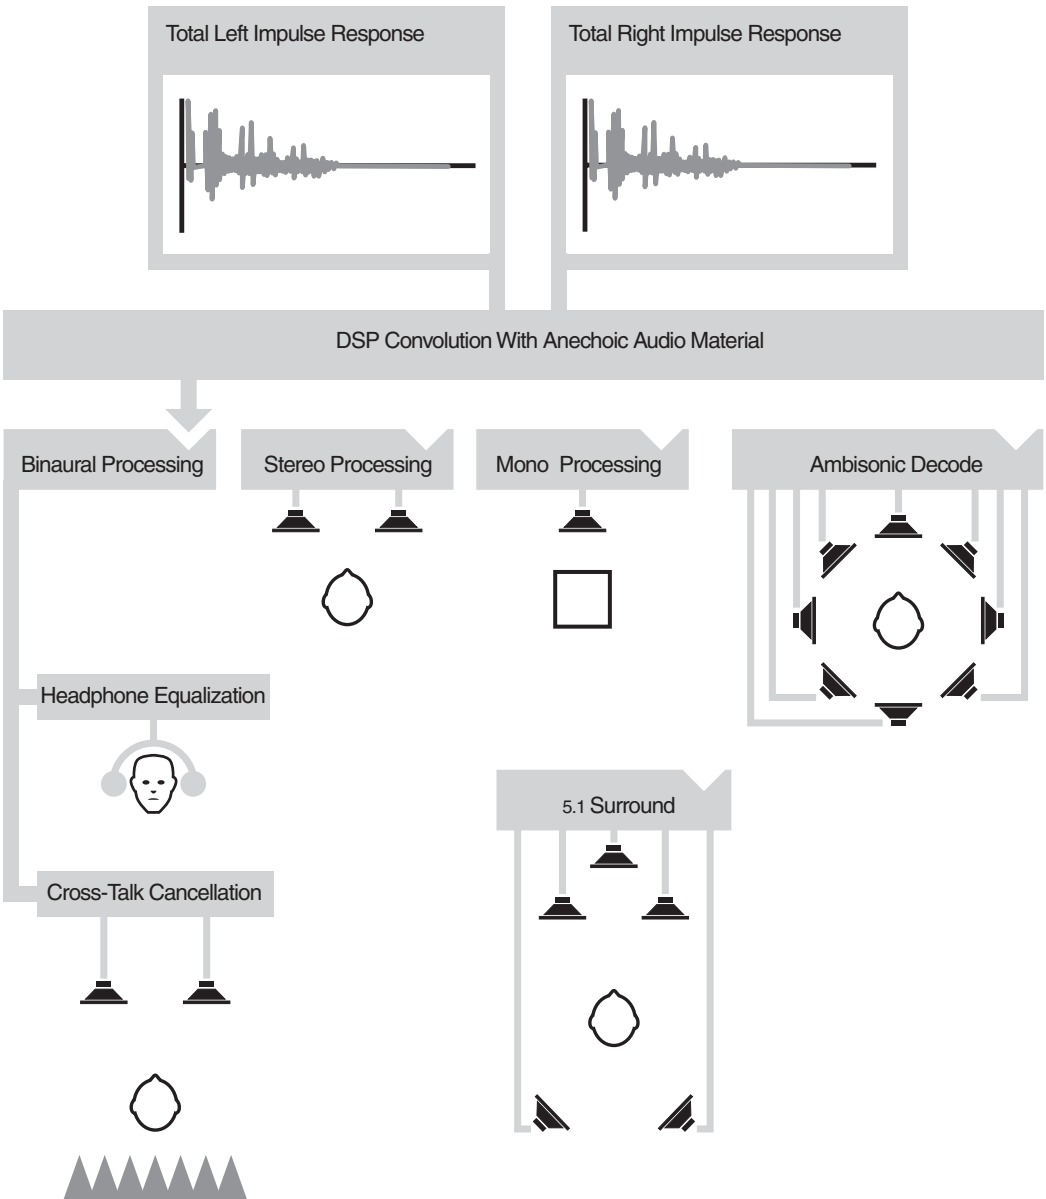 Total Left Impulse Response
Total Right Impulse Response
DSP Convolution With Anechoic Audio Material
Binaural Processing
Stereo Processing
Mono Processing
Ambisonic Decode
Headphone Equalization
5.1 Surround
Cross-Talk Cancellation